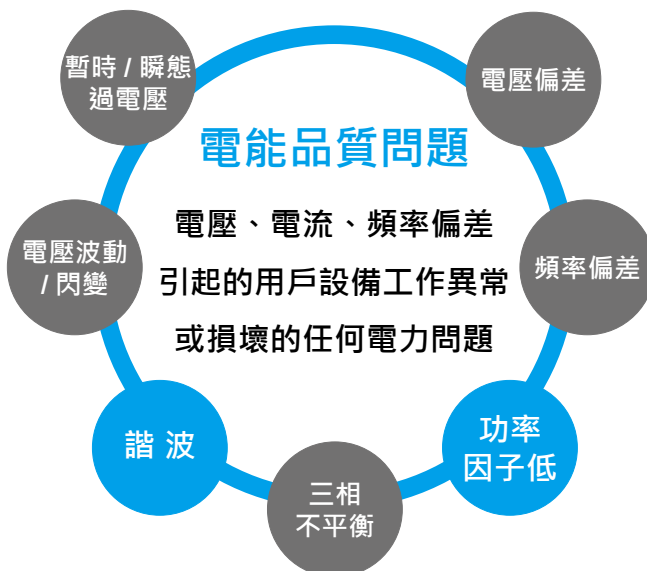 暫時 / 瞬態
過電壓
電壓偏差
電能品質問題
電壓、電流、頻率偏差
引起的用戶設備工作異常
或損壞的任何電力問題
電壓波動
/ 閃變
頻率偏差
諧 波
功率
因子低
三相
不平衡